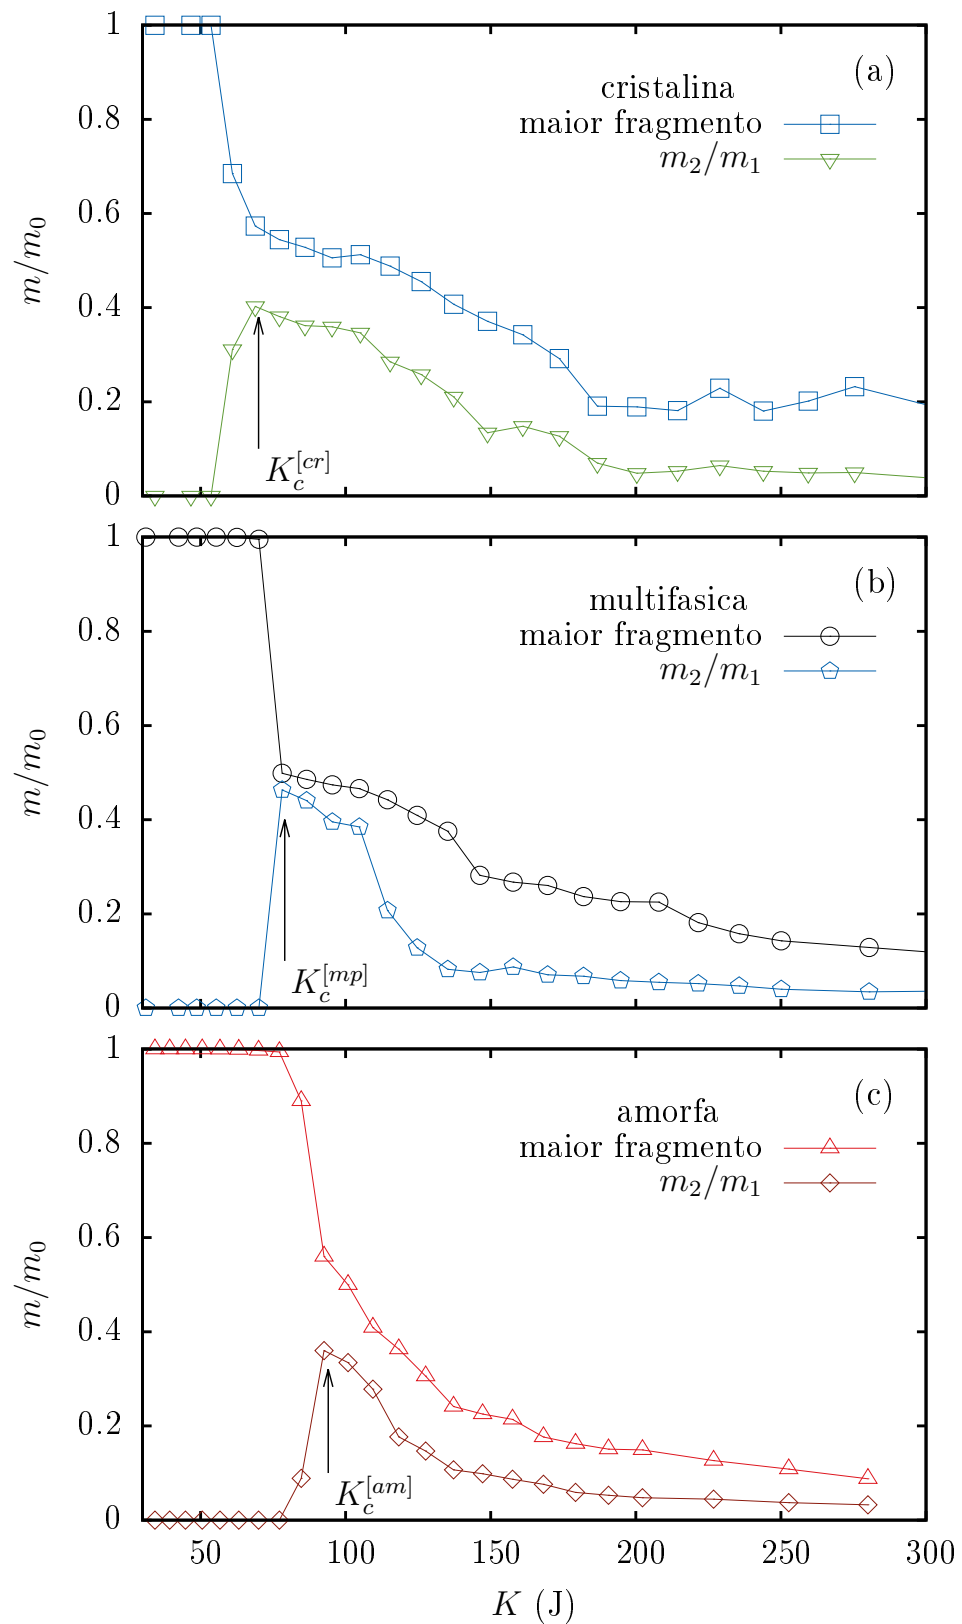 1
0.8
0.6
0.4
0.2
0
m/m0
(a)
cristalina
maior fragmento
m2/m1
Kc[cr]
1
0.8
0.6
0.4
0.2
0
m/m0
(b)
multifasica
maior fragmento
m2/m1
Kc[mp]
1
0.8
0.6
0.4
0.2
0
m/m0
(c)
amorfa
maior fragmento
m2/m1
Kc[am]
50 100 150 200 250 300
K (J)